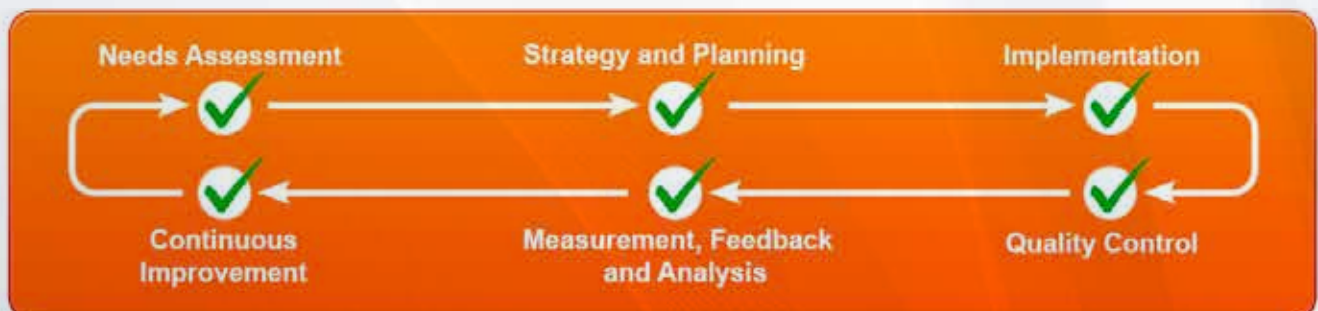 Needs Assessment
Strategy and Planning
Implementation
Continuous
Improvement
Measurement, Feedback
and Analysis
Quality Control